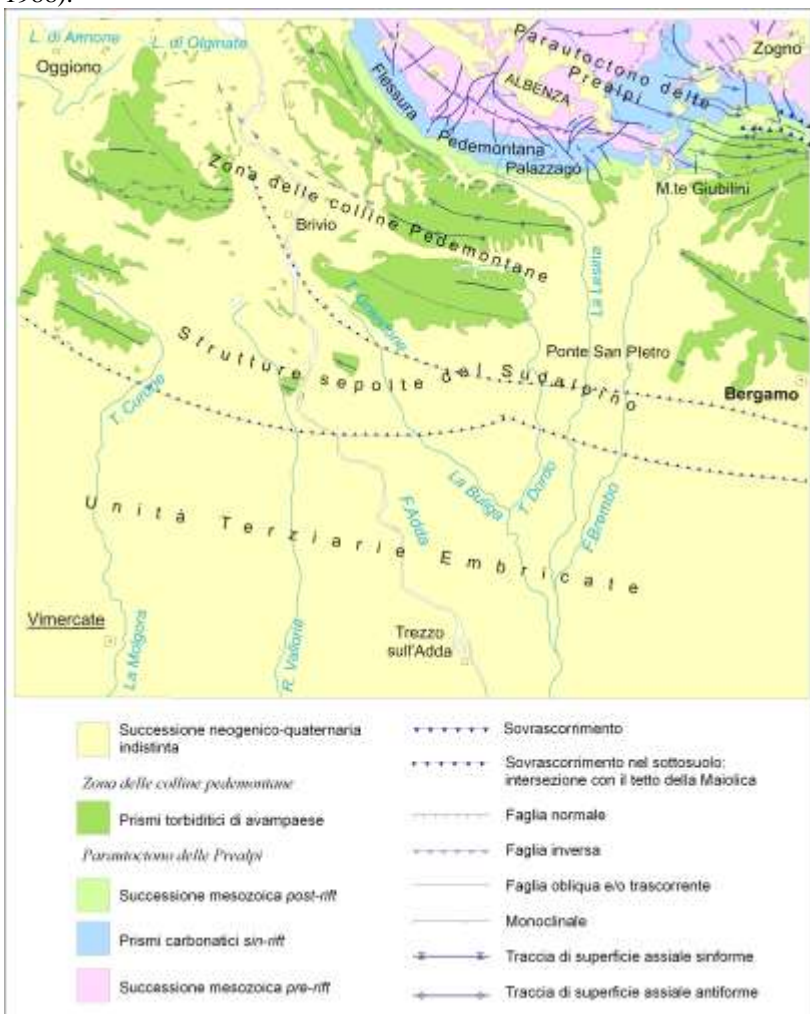 1988).
L. di Annone
L. di Olginate
Oggiono
Parautoctono delle
Prealpi
Zogno
ALBENZA
Flessura
Pedemontana
Palazzago
M.te Giubilini
Zona delle colline Pedemontane
Brivio
La Lesina
Strutture sepolte del Sudalpino
Ponte San Pietro
Bergamo
T. Curone
La Buliga
T. Dordo
F. Brembo
F. Adda
Unità Terziarie Embricate
Vimercate
La Molgora
R. Vallone
Trezzo
sull'Adda
Successione neogenico-quaternaria
indistinta
Zona delle colline pedemontane
Prismi torbiditici di avampaese
Parautoctono delle Prealpi
Successione mesozoica post-rift
Prismi carbonatici sin-rift
Successione mesozoica pre-rift
Sovrascorrimento
Sovrascorrimento nel sottosuolo:
intersezione con il tetto della Maiolica
Faglia normale
Faglia inversa
Faglia obliqua e/o trascorrente
Monoclinale
Traccia di superficie assiale sinforme
Traccia di superficie assiale antiforme